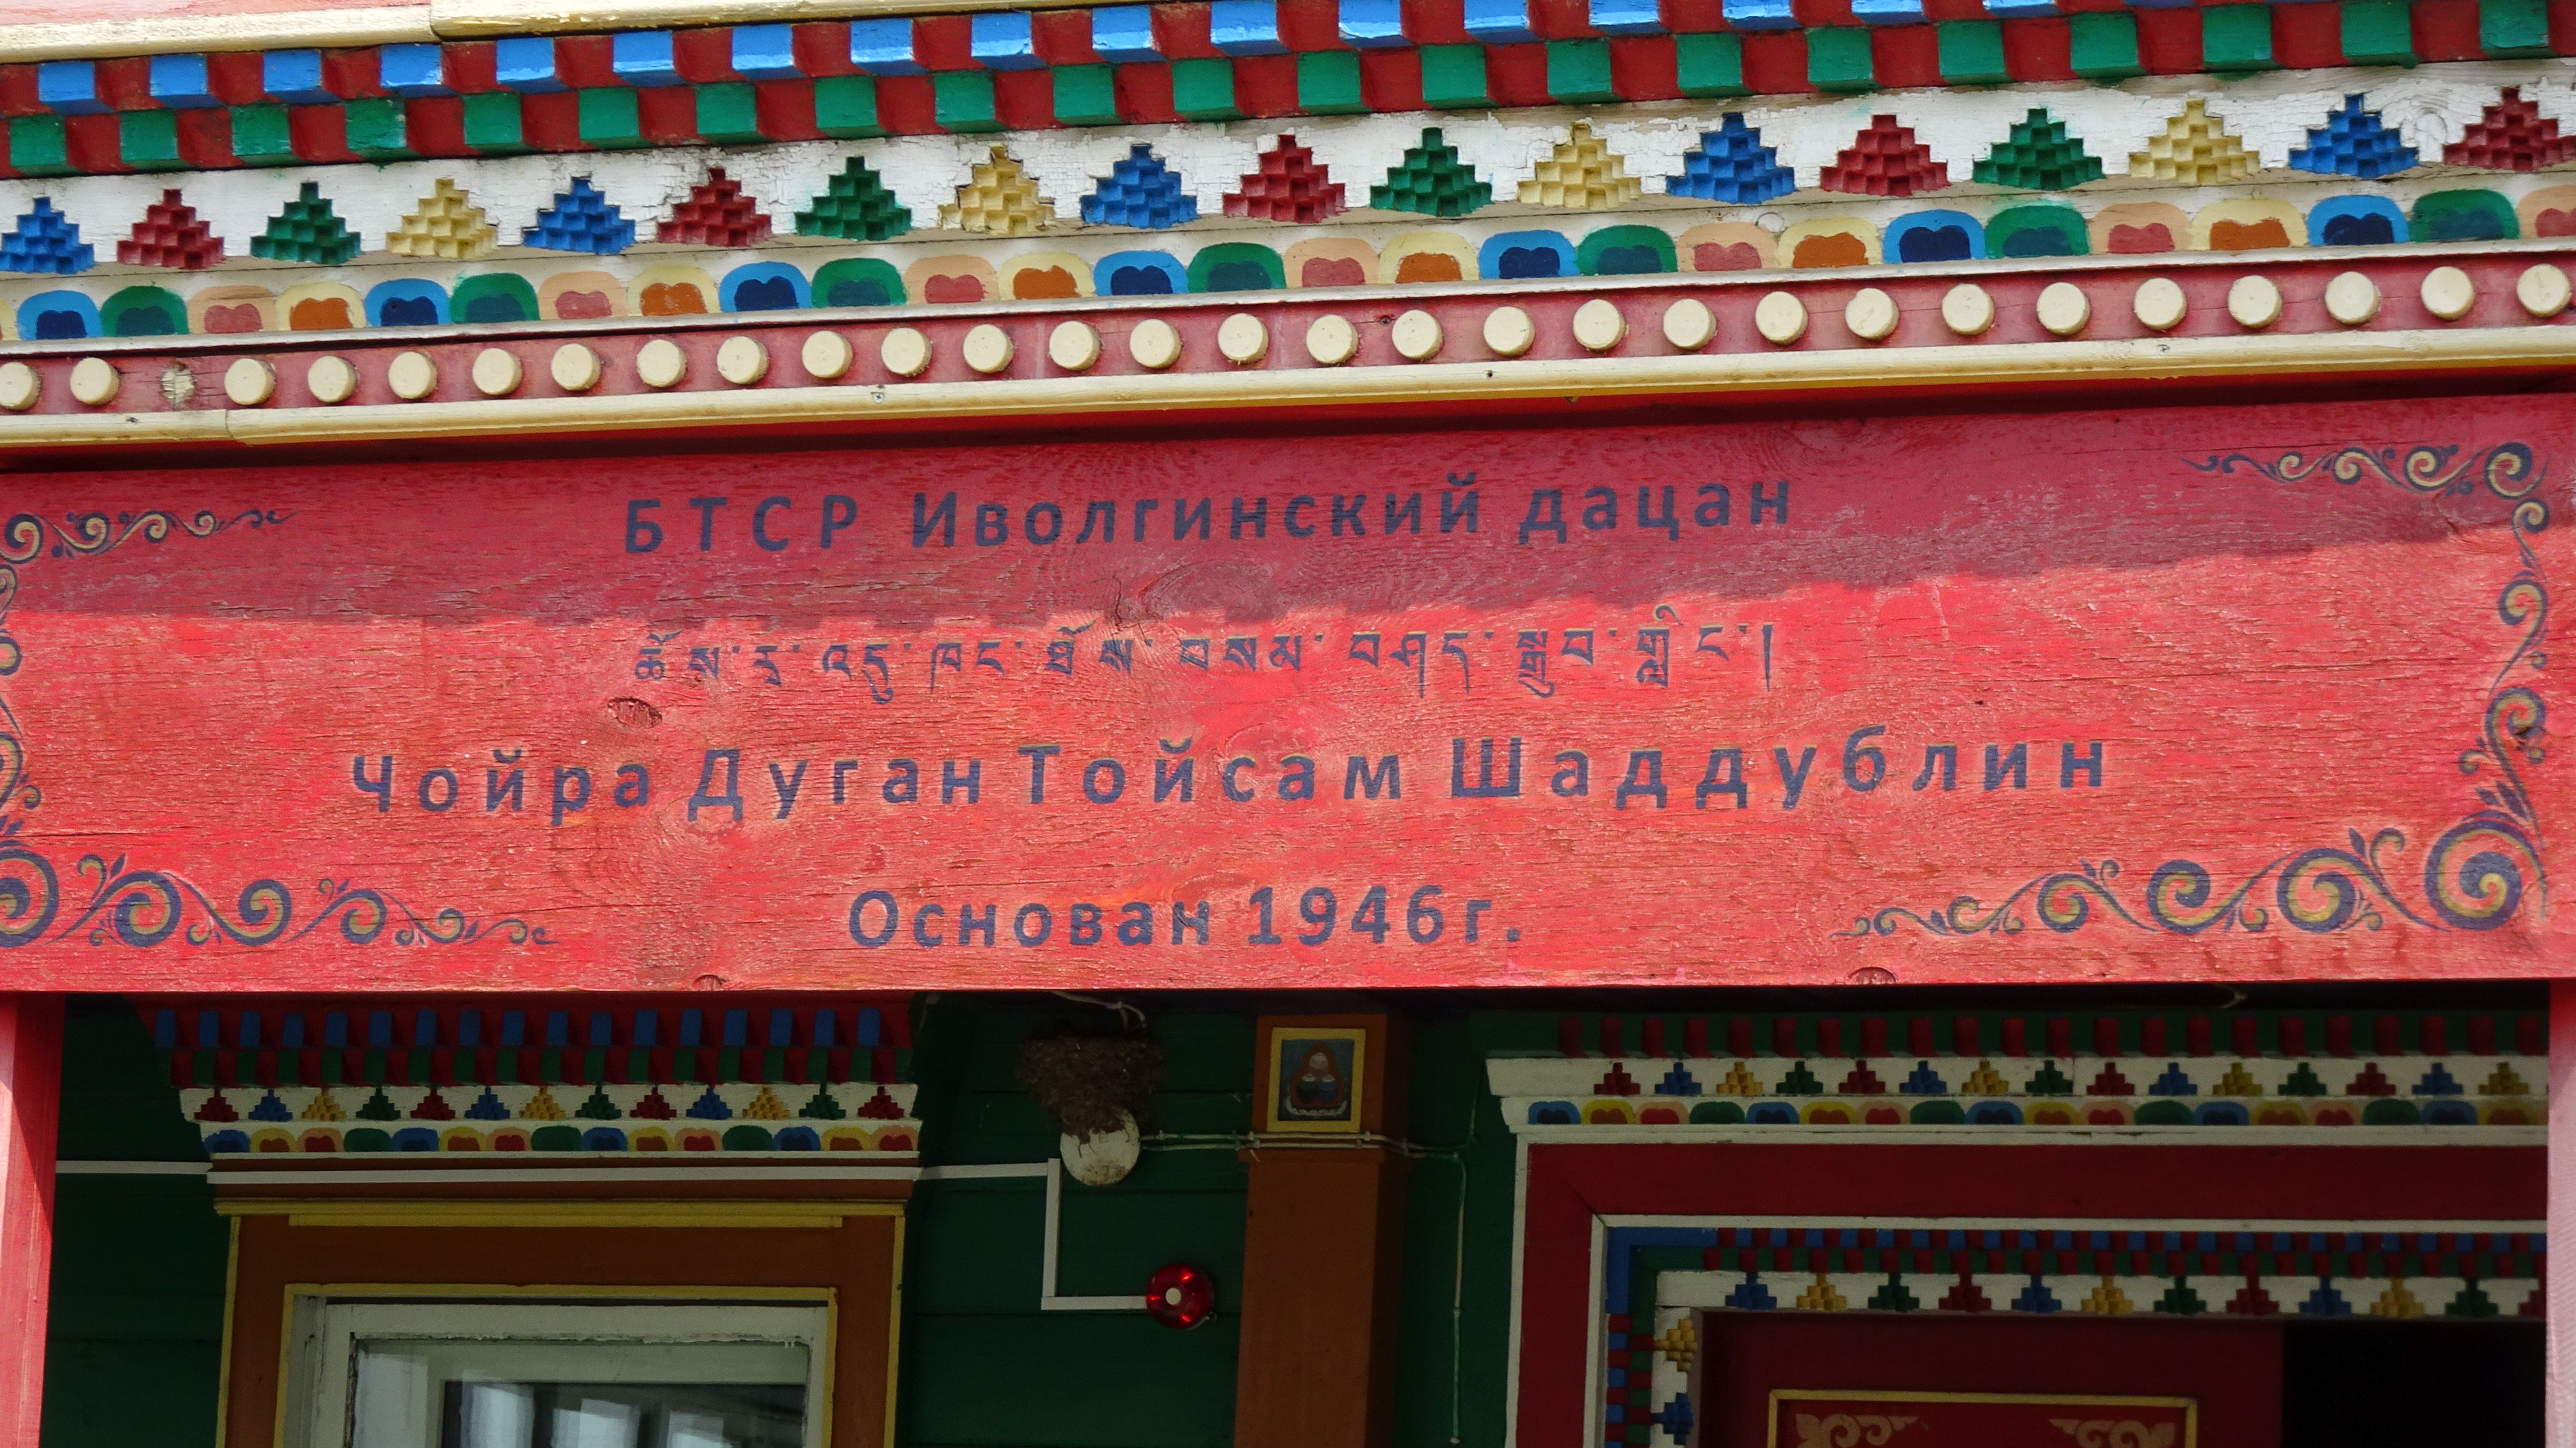 БТСР Иволгинский дацан
ཆོས་ར་འདུ་ཁང་ཐོས་བསམ་བཤད་སྒྲུབ་གླིང་།
Чойра Дуган Тойсам Шаддублин
Основан 1946г.